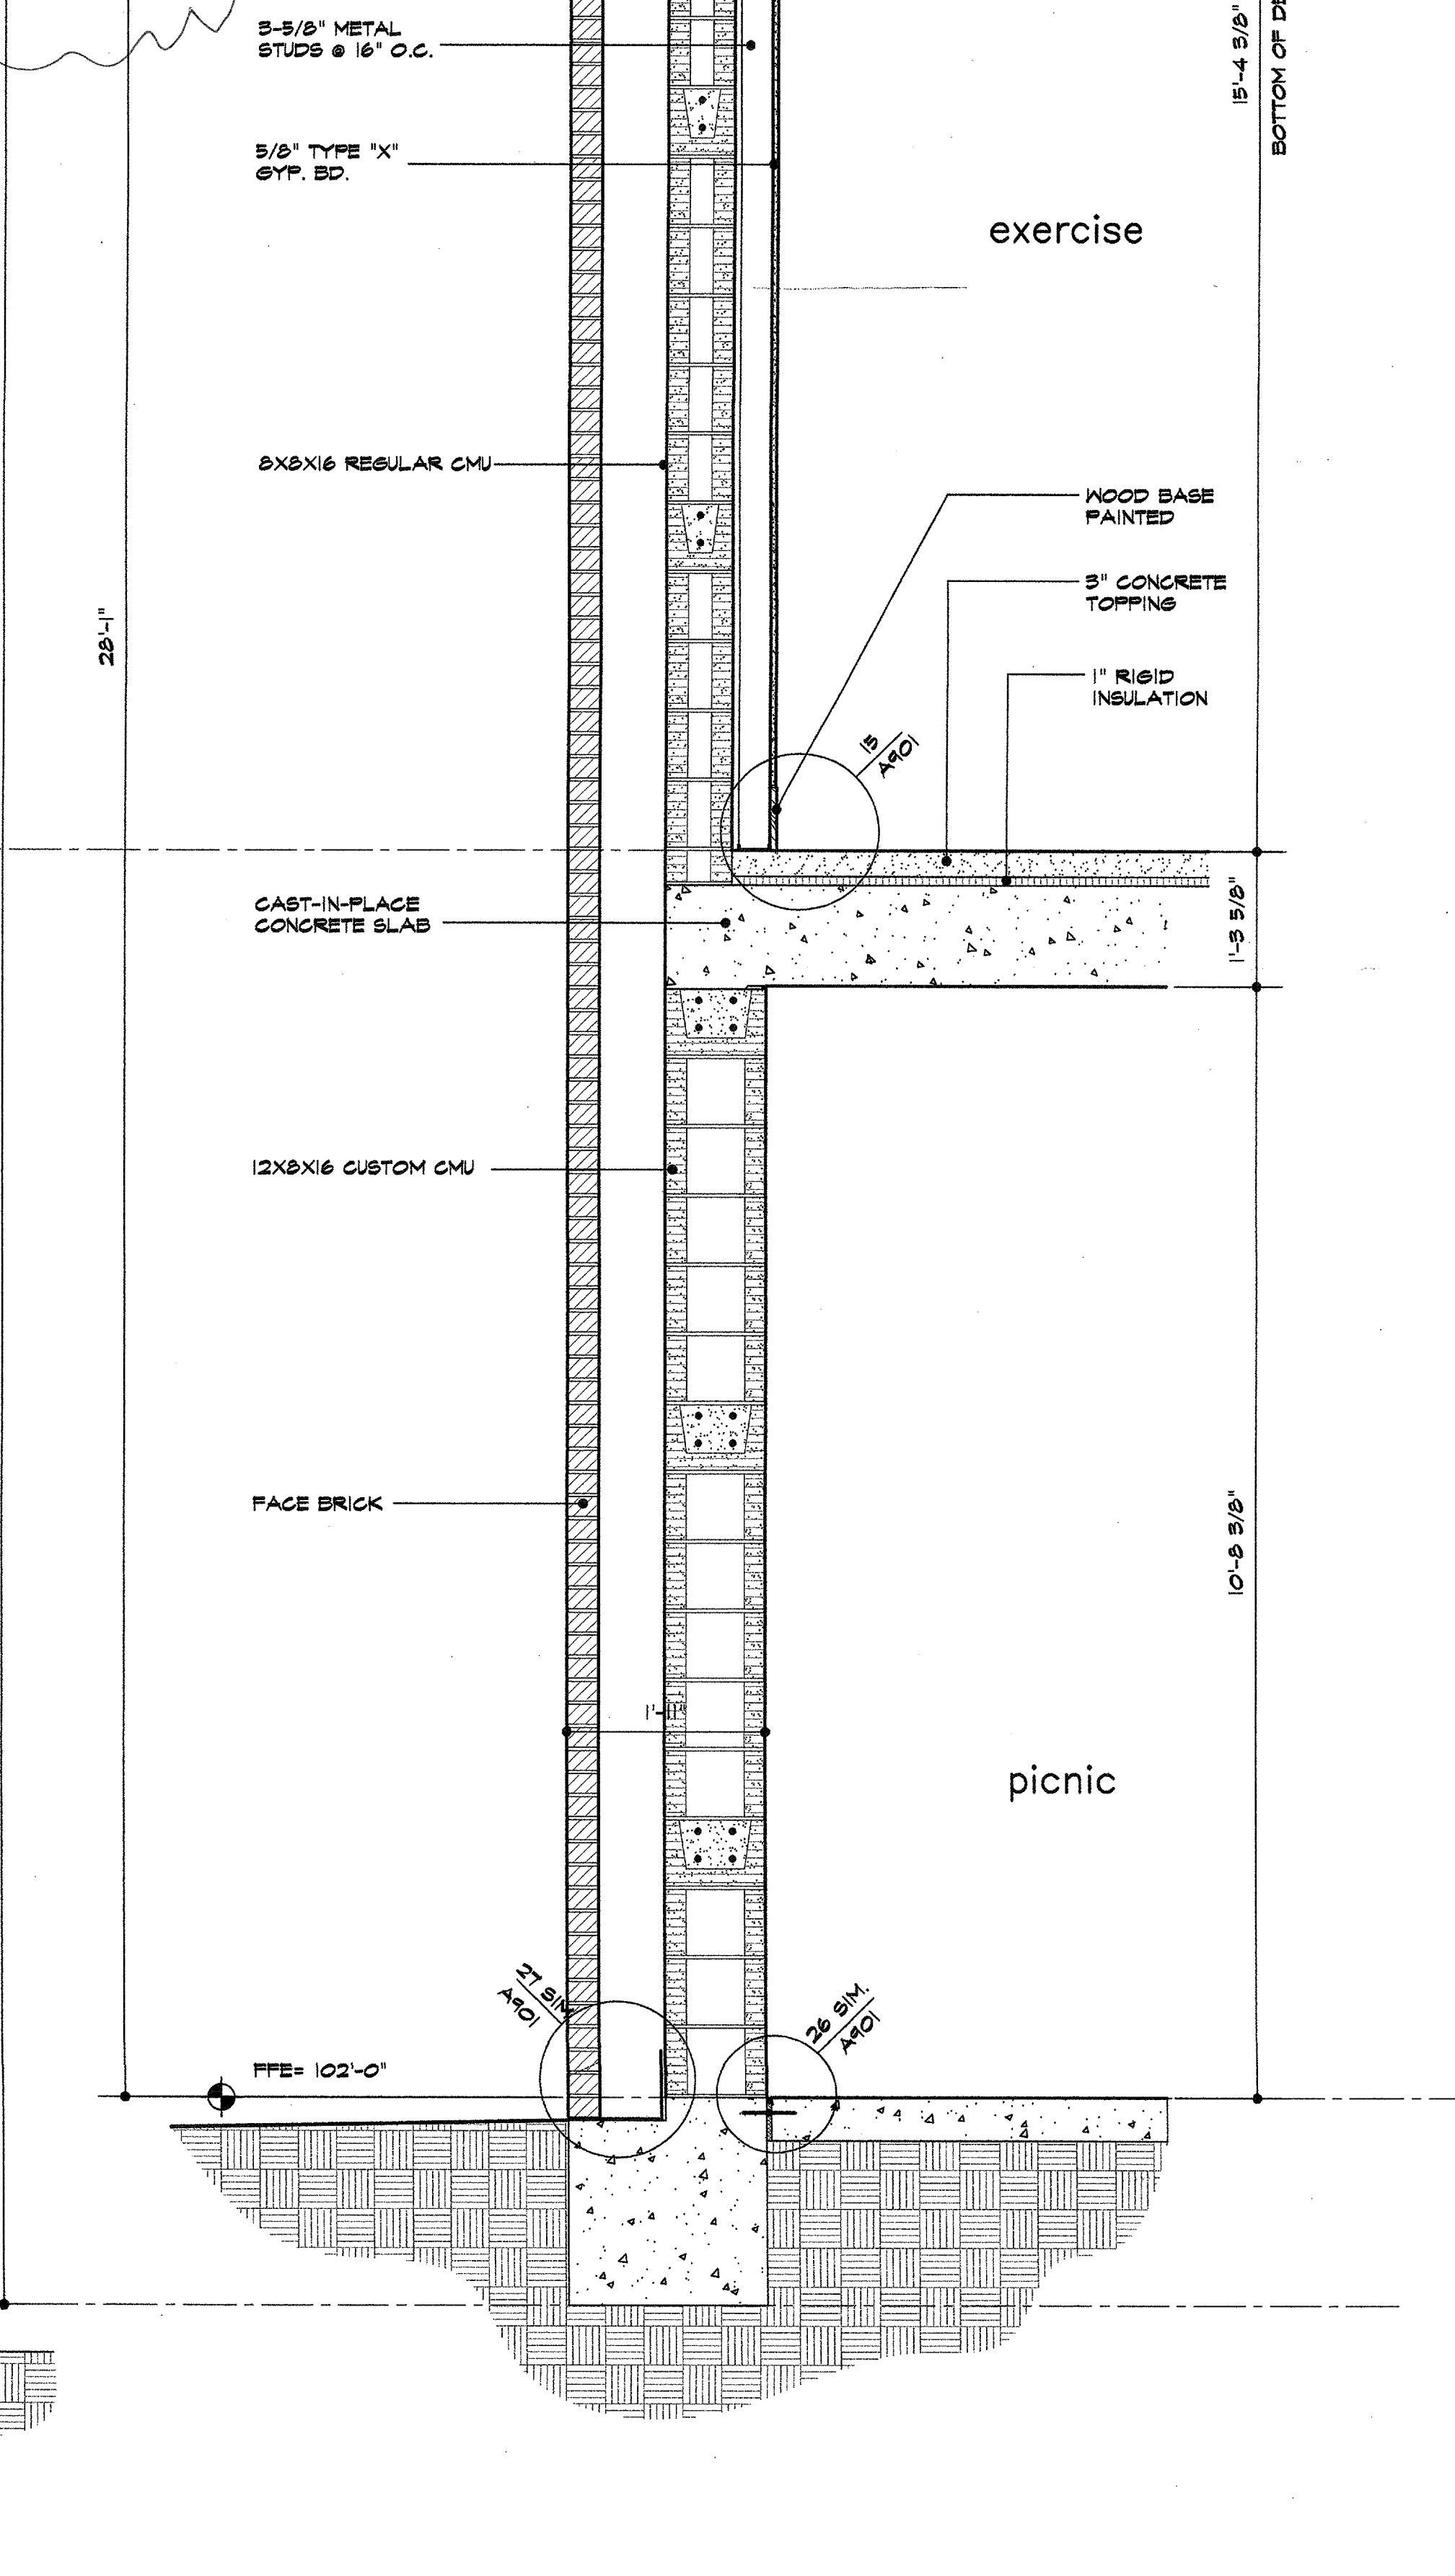 3-5/8" METAL
STUDS @ 16" O.C.
15'-4 3/8"
BOTTOM OF DE
5/8" TYPE "X"
GYP. BD.
exercise
8X8X16 REGULAR CMU
WOOD BASE
PAINTED
3" CONCRETE
TOPPING
28'-1"
1" RIGID
INSULATION
15
A901
CAST-IN-PLACE
CONCRETE SLAB
1'-3 5/8"
12X8X16 CUSTOM CMU
FACE BRICK
10'-8 3/8"
1'-11"
picnic
27 SIM.
A901
26 SIM.
A901
FFE= 102'-0"